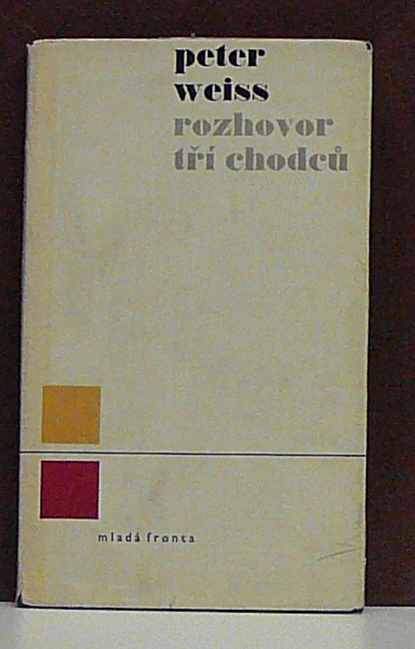 peter
weiss
rozhovor
tří chodců
mladá fronta